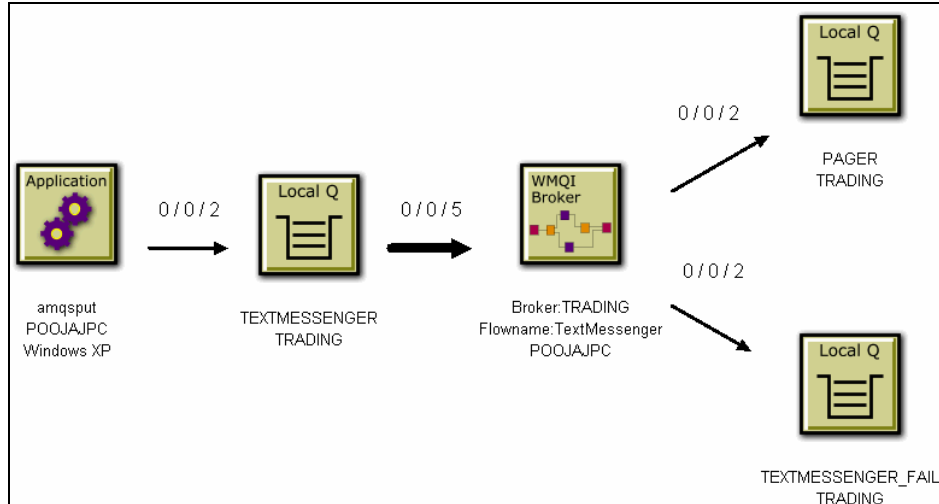 Application
0 / 0 / 2
amqsput
POOJAJPC
Windows XP
Local Q
TEXTMESSENGER
TRADING
0 / 0 / 5
WMQI
Broker
Broker:TRADING
Flowname:TextMessenger
POOJAJPC
0 / 0 / 2
Local Q
PAGER
TRADING
0 / 0 / 2
Local Q
TEXTMESSENGER_FAIL
TRADING